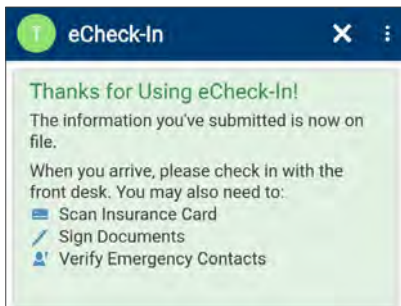 T eCheck-In
Thanks for Using eCheck-In!
The information you've submitted is now on
file.
When you arrive, please check in with the
front desk. You may also need to:
Scan Insurance Card
Sign Documents
Verify Emergency Contacts